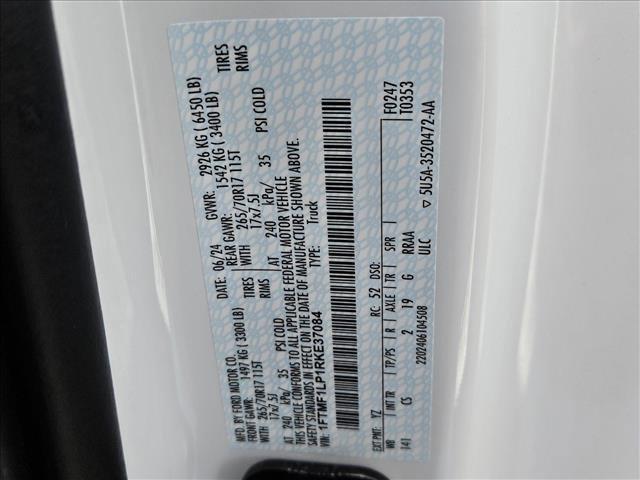 MFD. BY FORD MOTOR CO.
DATE: 06/24 GVWR: 2926 KG ( 6450 LB)
FRONT GAWR: 1497 KG ( 3300 LB) REAR GAWR: 1542 KG ( 3400 LB)
265/70R17 115T TIRES WITH 265/70R17 115T TIRES
17x7.5J RIMS 17x7.5J RIMS
AT 240 kPa/ 35 PSI COLD AT 240 kPa/ 35 PSI COLD
THIS VEHICLE CONFORMS TO ALL APPLICABLE FEDERAL MOTOR VEHICLE
SAFETY STANDARDS IN EFFECT ON THE DATE OF MANUFACTURE SHOWN ABOVE.
VIN: 1FTMF1LP1RKE37084 TYPE: Truck
F0247
T0353
EXT PNT: YZ RC: 52 DSO:
WB INT TR TP/PS R AXLE TR SPR
141 CS 2 19 G RRAA
2202406104508 ULC ▽ 5U5A-3520472-AA